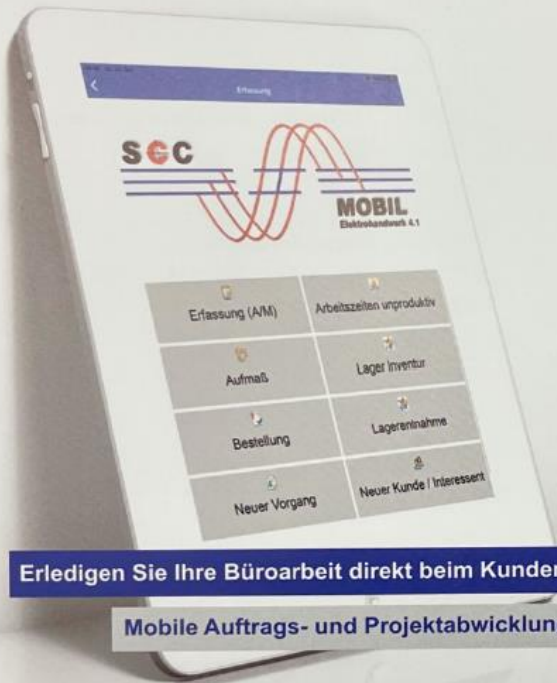 Erfassung
SCC
MOBIL
Elektrohandwerk 4.1
Erfassung (A/M)
Arbeitszeiten unproduktiv
Aufmaß
Lager Inventur
Bestellung
Lagerentnahme
Neuer Vorgang
Neuer Kunde / Interessent
Erledigen Sie Ihre Büroarbeit direkt beim Kunden
Mobile Auftrags- und Projektabwicklun